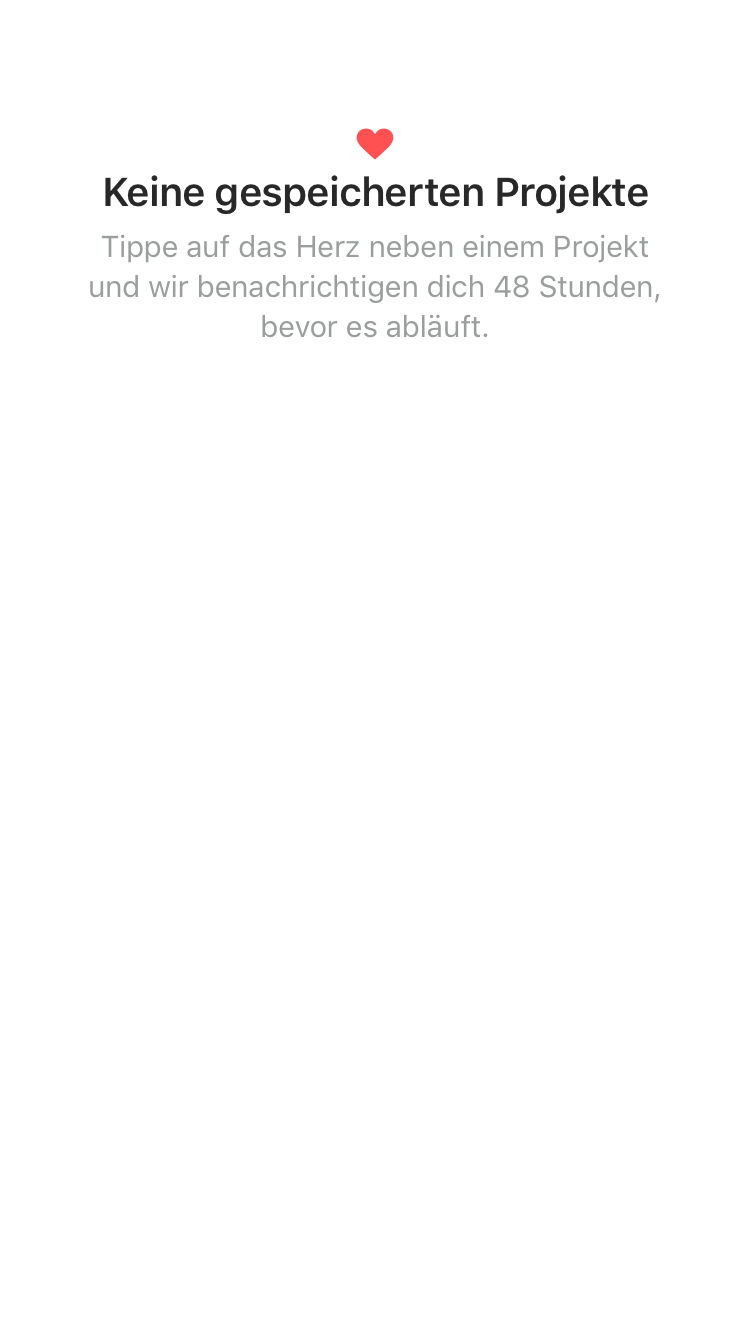 Keine gespeicherten Projekte
Tippe auf das Herz neben einem Projekt
und wir benachrichtigen dich 48 Stunden,
bevor es abläuft.